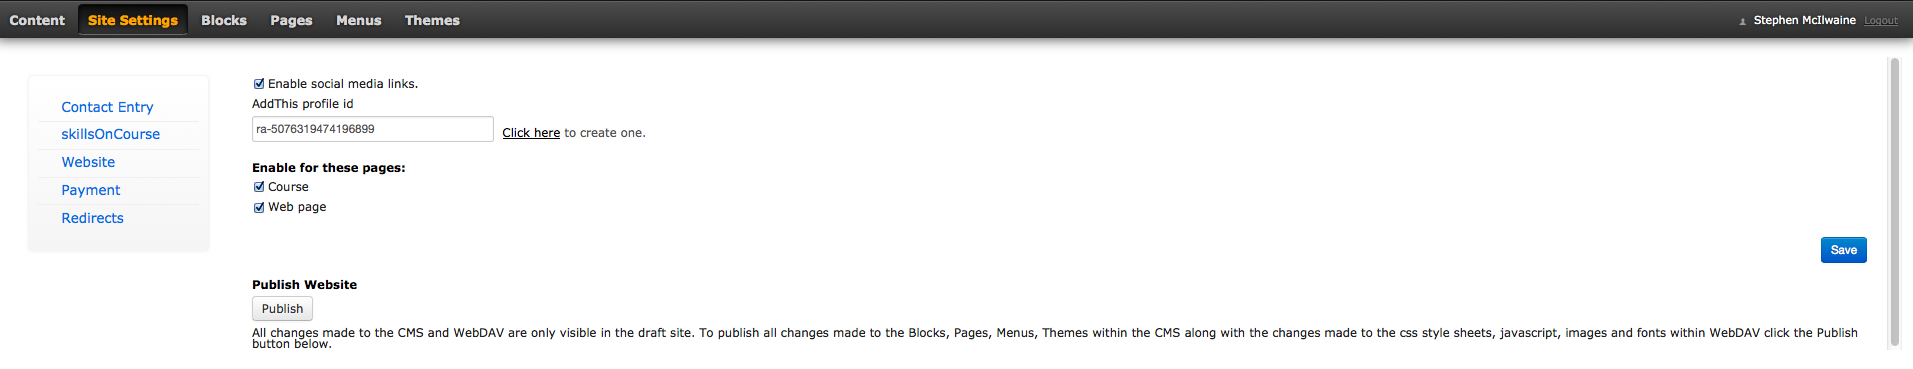 Content Site Settings Blocks Pages Menus Themes Stephen McIlwaine Logout
Contact Entry
skillsOnCourse
Website
Payment
Redirects
Enable social media links.
AddThis profile id
ra-5076319474196899 Click here to create one.
Enable for these pages:
Course
Web page
Save
Publish Website
Publish
All changes made to the CMS and WebDAV are only visible in the draft site. To publish all changes made to the Blocks, Pages, Menus, Themes within the CMS along with the changes made to the css style sheets, javascript, images and fonts within WebDAV click the Publish
button below.